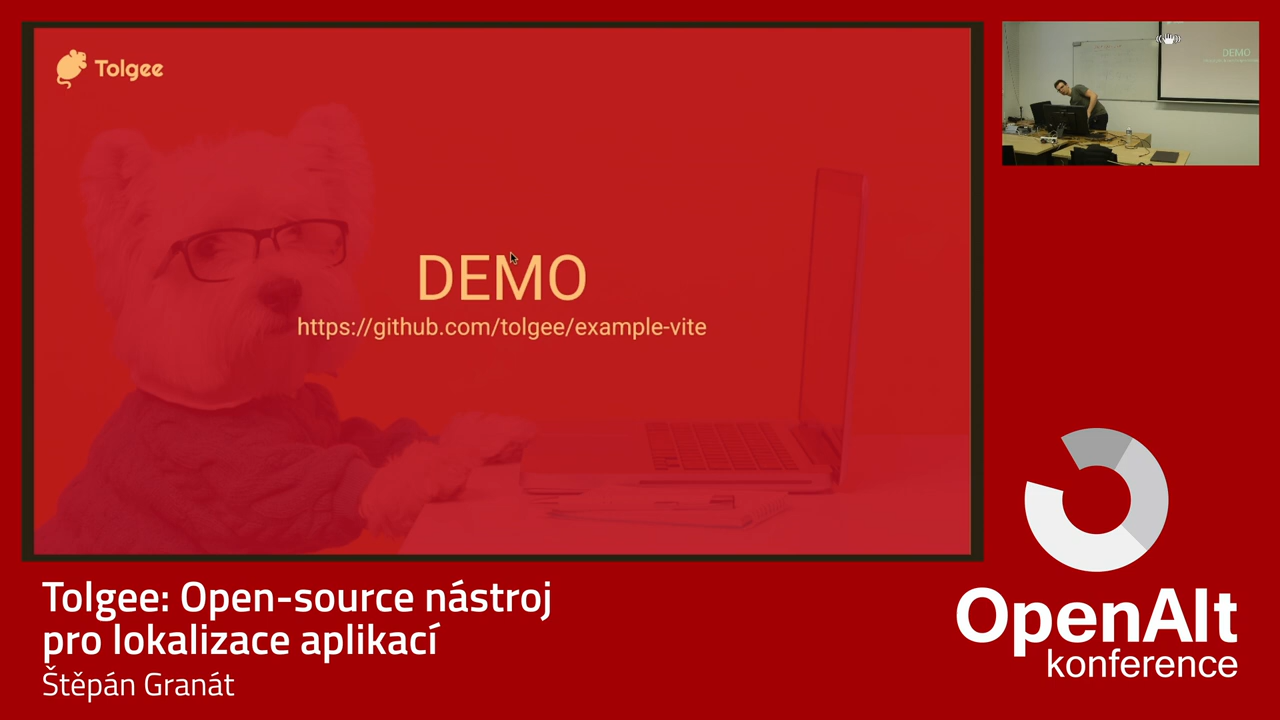 Tolgee
DEMO
https://github.com/tolgee/example-vite
DEMO
Tolgee: Open-source nástroj
pro lokalizace aplikací
Štěpán Granát
OpenAlt
konference